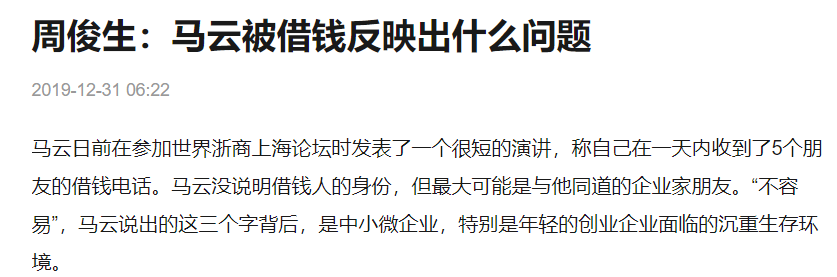 周俊生：马云被借钱反映出什么问题
2019-12-31 06:22
马云日前在参加世界浙商上海论坛时发表了一个很短的演讲，称自己在一天内收到了5个朋
友的借钱电话。马云没说明借钱人的身份，但最大可能是与他同道的企业家朋友。“不容
易”，马云说出的这三个字背后，是中小微企业，特别是年轻的创业企业面临的沉重生存环
境。